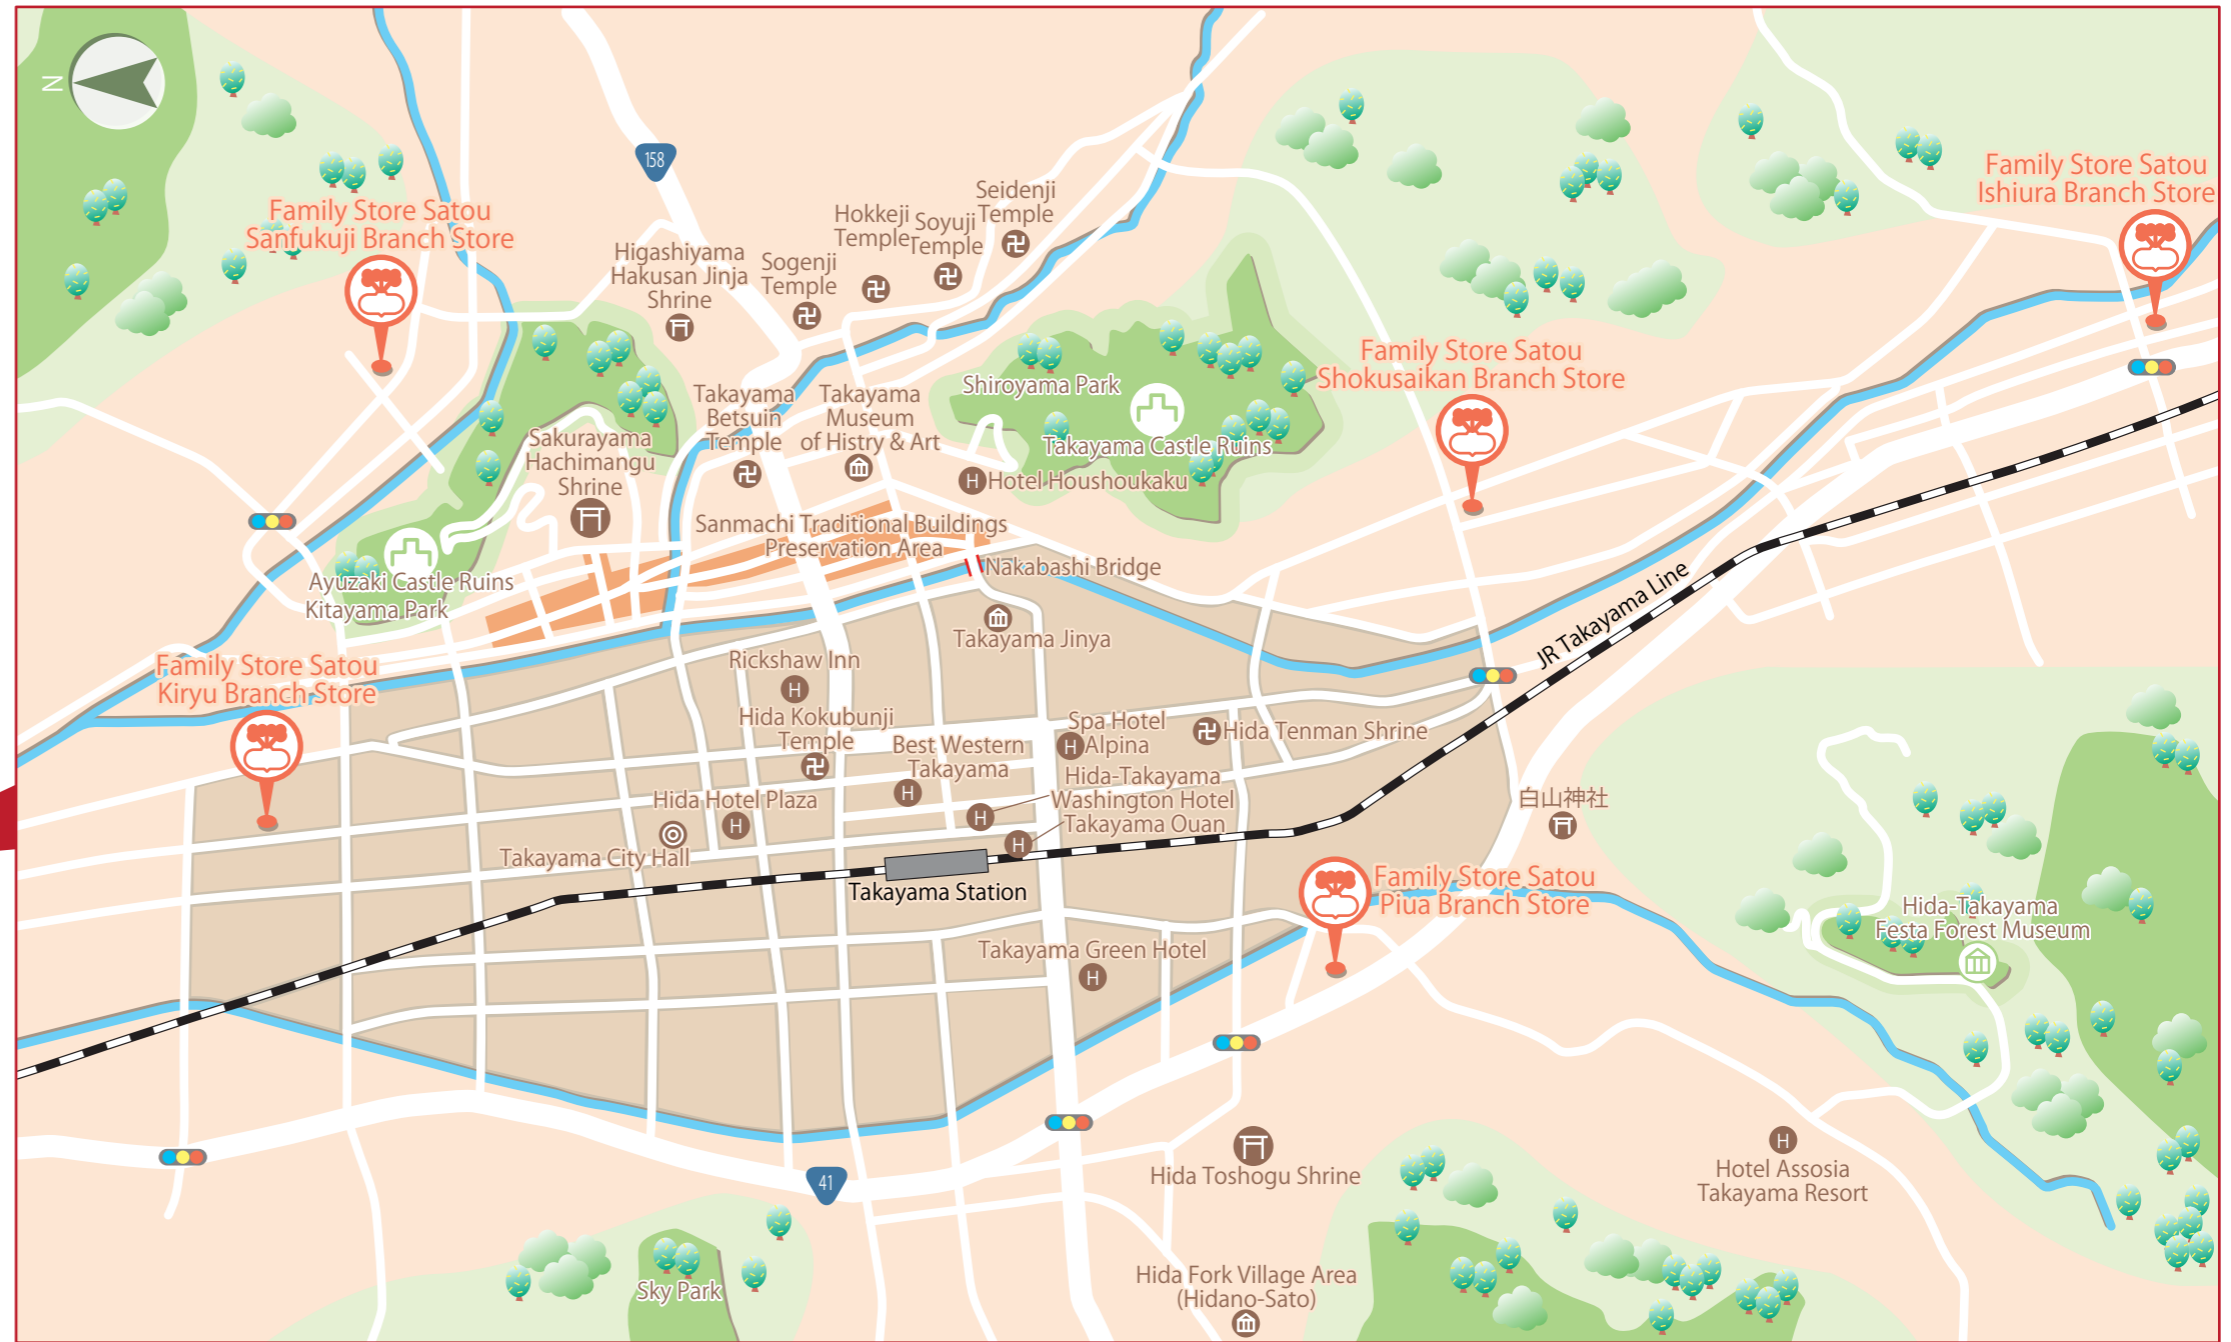 N
158
Family Store Satou
Sanfukuji Branch Store
Higashiyama
Hakusan Jinja
Shrine
Sogenji
Temple
Hokkeji
Temple
Soyuji
Temple
Seidenji
Temple
Family Store Satou
Ishiura Branch Store
Family Store Satou
Shokusaikan Branch Store
Shiroyama Park
Takayama Castle Ruins
Hotel Houshoukaku
H
Takayama
Betsuin
Temple
Takayama
Museum
of Histry & Art
Sakurayama
Hachimangu
Shrine
Sanmachi Traditional Buildings
Preservation Area
Nakabashi Bridge
Ayuzaki Castle Ruins
Kitayama Park
Takayama Jinya
JR Takayama Line
Family Store Satou
Kiryu Branch Store
Rickshaw Inn
H
Hida Kokubunji
Temple
Best Western
Takayama
H
Spa Hotel
Alpina
H
Hida Tenman Shrine
Hida-Takayama
Washington Hotel
H
Takayama Ouan
H
Hida Hotel Plaza
H
Takayama City Hall
Takayama Station
白山神社
Family Store Satou
Piua Branch Store
Hida-Takayama
Festa Forest Museum
Takayama Green Hotel
H
41
Hida Toshogu Shrine
H
Hotel Assosia
Takayama Resort
Sky Park
Hida Fork Village Area
(Hidano-Sato)